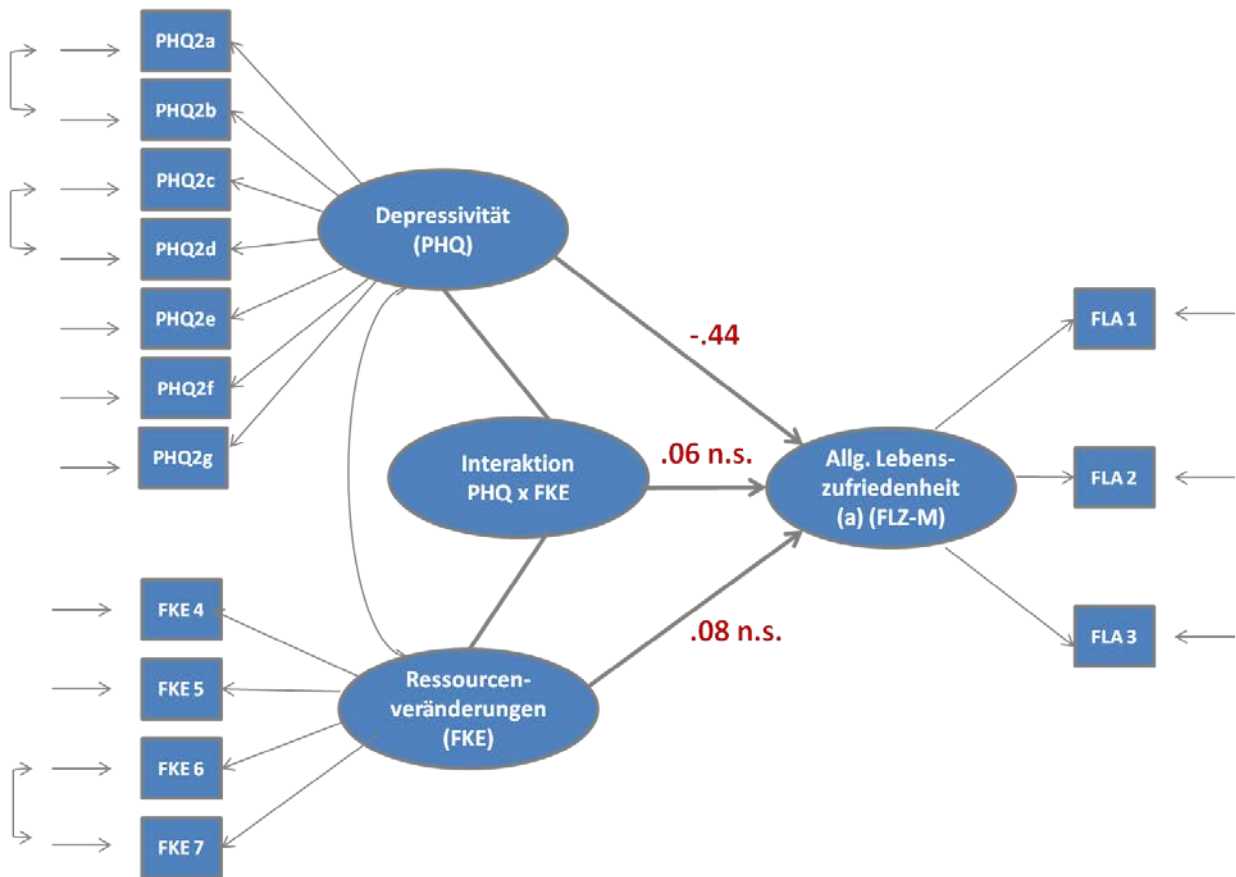 PHQ2a
PHQ2b
PHQ2c
PHQ2d
PHQ2e
PHQ2f
PHQ2g
Depressivität
(PHQ)
-.44
FLA 1
Interaktion
PHQ x FKE
.06 n.s.
Allg. Lebens-
zufriedenheit
(a) (FLZ-M)
FLA 2
FKE 4
FKE 5
FKE 6
FKE 7
Ressourcen-
veränderungen
(FKE)
.08 n.s.
FLA 3